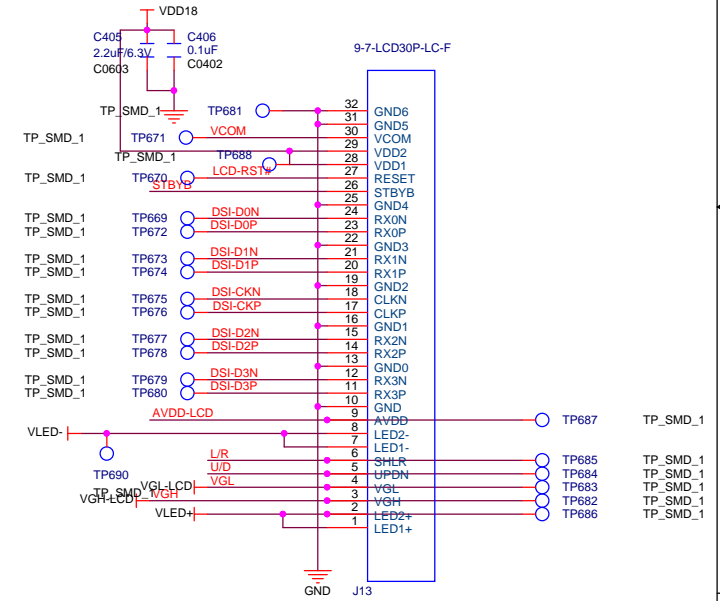 VDD18
C405
C406
2.2uF/6.3V
0.1uF
C0603
C0402
9-7-LCD30P-LC-F
TP_SMD_1 TP681 32 GND6
31 GND5
TP_SMD_1 TP671 VCOM 30 VCOM
29 VDD2
TP_SMD_1 TP688 28 VDD1
TP_SMD_1 TP670 LCD-RST# 27 RESET
STBYB 26 STBYB
25 GND4
TP_SMD_1 TP669 DSI-D0N 24 RX0N
TP_SMD_1 TP672 DSI-D0P 23 RX0P
22 GND3
TP_SMD_1 TP673 DSI-D1N 21 RX1N
TP_SMD_1 TP674 DSI-D1P 20 RX1P
19 GND2
TP_SMD_1 TP675 DSI-CKN 18 CLKN
TP_SMD_1 TP676 DSI-CKP 17 CLKP
16 GND1
TP_SMD_1 TP677 DSI-D2N 15 RX2N
TP_SMD_1 TP678 DSI-D2P 14 RX2P
13 GND0
TP_SMD_1 TP679 DSI-D3N 12 RX3N
TP_SMD_1 TP680 DSI-D3P 11 RX3P
10 GND
AVDD-LCD 9 AVDD TP687 TP_SMD_1
VLED- 8 LED2-
7 LED1-
TP690 L/R 6 SHLR TP685 TP_SMD_1
U/D 5 UPDN TP684 TP_SMD_1
VGL-LCD VGL 4 VGL TP683 TP_SMD_1
TP_SMD_1
VGH-LCD VGH 3 VGH TP682 TP_SMD_1
VLED+ 2 LED2+ TP686 TP_SMD_1
1 LED1+
GND J13